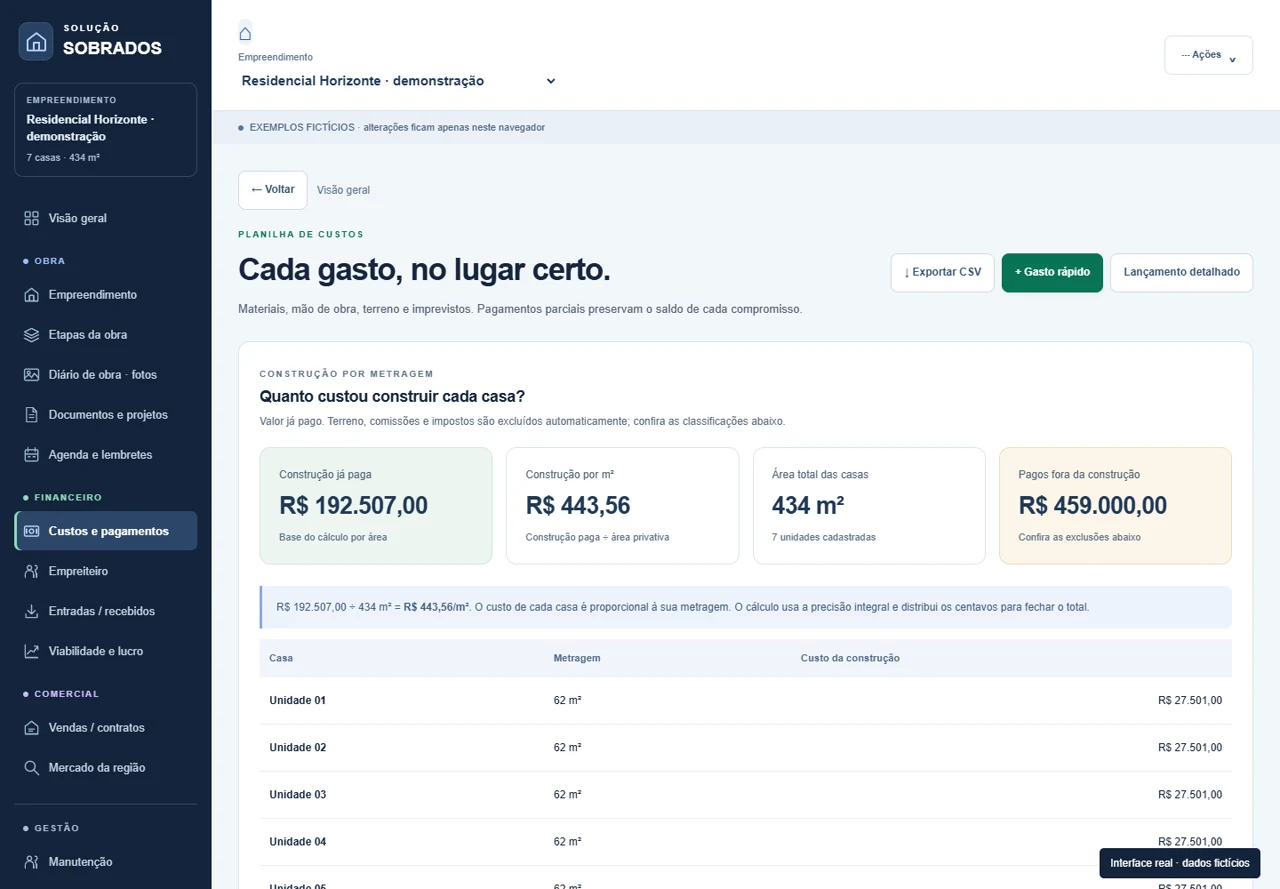 SOLUÇÃO
SOBRADOS
EMPREENDIMENTO
Residencial Horizonte ·
demonstração
7 casas · 434 m²
Visão geral
OBRA
Empreendimento
Etapas da obra
Diário de obra · fotos
Documentos e projetos
Agenda e lembretes
FINANCEIRO
Custos e pagamentos
Empreiteiro
Entradas / recebidos
Viabilidade e lucro
COMERCIAL
Vendas / contratos
Mercado da região
GESTÃO
Manutenção
Empreendimento
Residencial Horizonte · demonstração
··· Ações
EXEMPLOS FICTÍCIOS · alterações ficam apenas neste navegador
← Voltar
Visão geral
PLANILHA DE CUSTOS
Cada gasto, no lugar certo.
↓ Exportar CSV
+ Gasto rápido
Lançamento detalhado
Materiais, mão de obra, terreno e imprevistos. Pagamentos parciais preservam o saldo de cada compromisso.
CONSTRUÇÃO POR METRAGEM
Quanto custou construir cada casa?
Valor já pago. Terreno, comissões e impostos são excluídos automaticamente; confira as classificações abaixo.
Construção já paga
R$ 192.507,00
Base do cálculo por área
Construção por m²
R$ 443,56
Construção paga ÷ área privativa
Área total das casas
434 m²
7 unidades cadastradas
Pagos fora da construção
R$ 459.000,00
Confira as exclusões abaixo
R$ 192.507,00 ÷ 434 m² = R$ 443,56/m². O custo de cada casa é proporcional à sua metragem. O cálculo usa a precisão integral e distribui os centavos para fechar o total.
Casa Metragem Custo da construção
Unidade 01 62 m² R$ 27.501,00
Unidade 02 62 m² R$ 27.501,00
Unidade 03 62 m² R$ 27.501,00
Unidade 04 62 m² R$ 27.501,00
Unidade 05 62 m² R$ 27.501,00
Interface real · dados fictícios